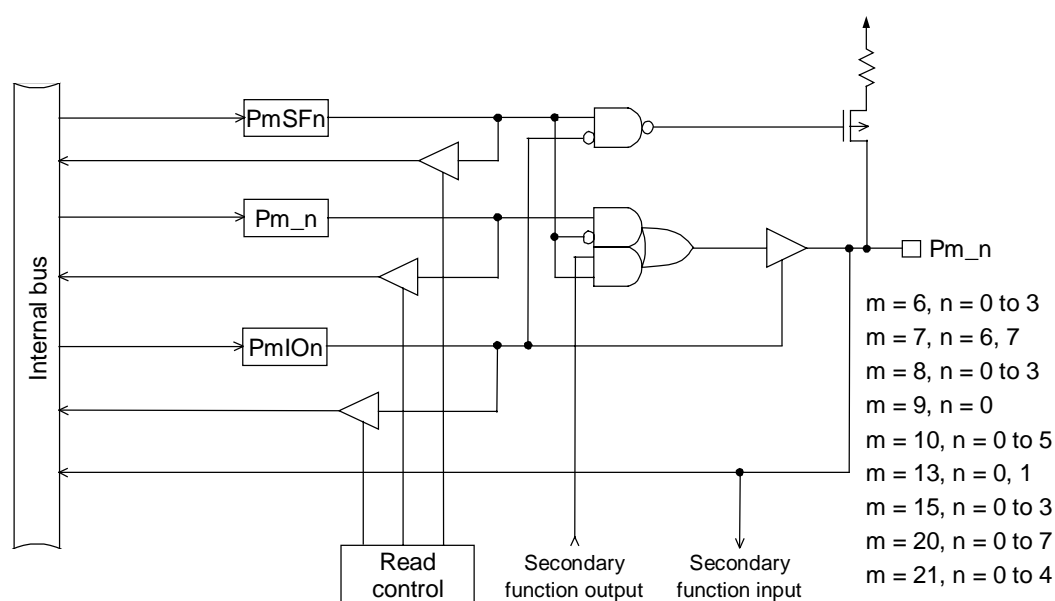 PmSFn
Pm_n
Internal bus
PmIOn
Pm_n
m = 6, n = 0 to 3
m = 7, n = 6, 7
m = 8, n = 0 to 3
m = 9, n = 0
m = 10, n = 0 to 5
m = 13, n = 0, 1
m = 15, n = 0 to 3
m = 20, n = 0 to 7
m = 21, n = 0 to 4
Read
control
Secondary
function output
Secondary
function input